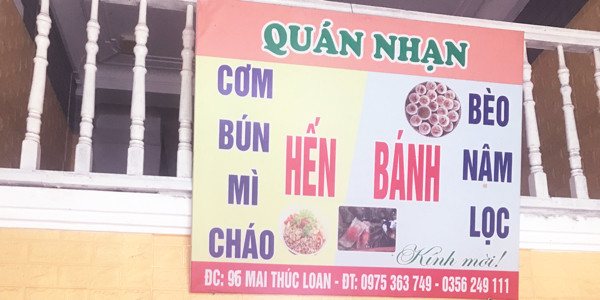 QUÁN NHẠN
CƠM
BÚN
MÌ
CHÁO
HẾN
BÁNH
BÈO
NẬM
LỌC
Kính mời!
ĐC: 96 MAI THÚC LOAN - ĐT: 0975 363 749 - 0356 249 111